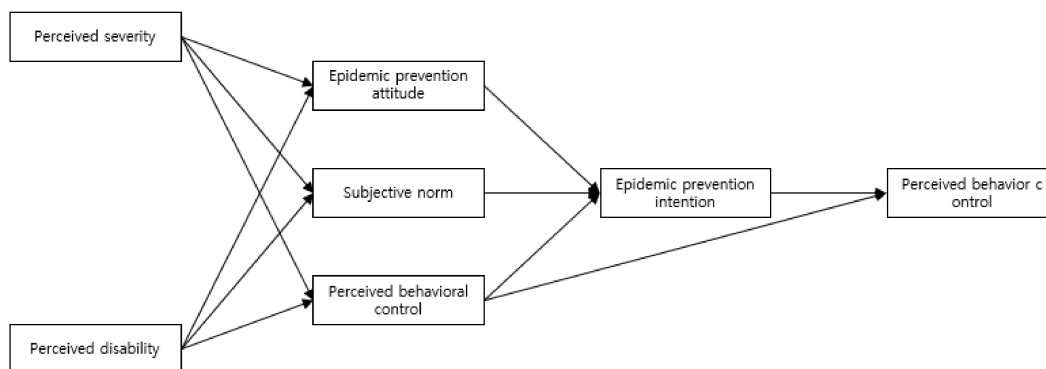 Perceived severity
Epidemic prevention
attitude
Subjective norm
Epidemic prevention
intention
Perceived behavior c
ontrol
Perceived behavioral
control
Perceived disability